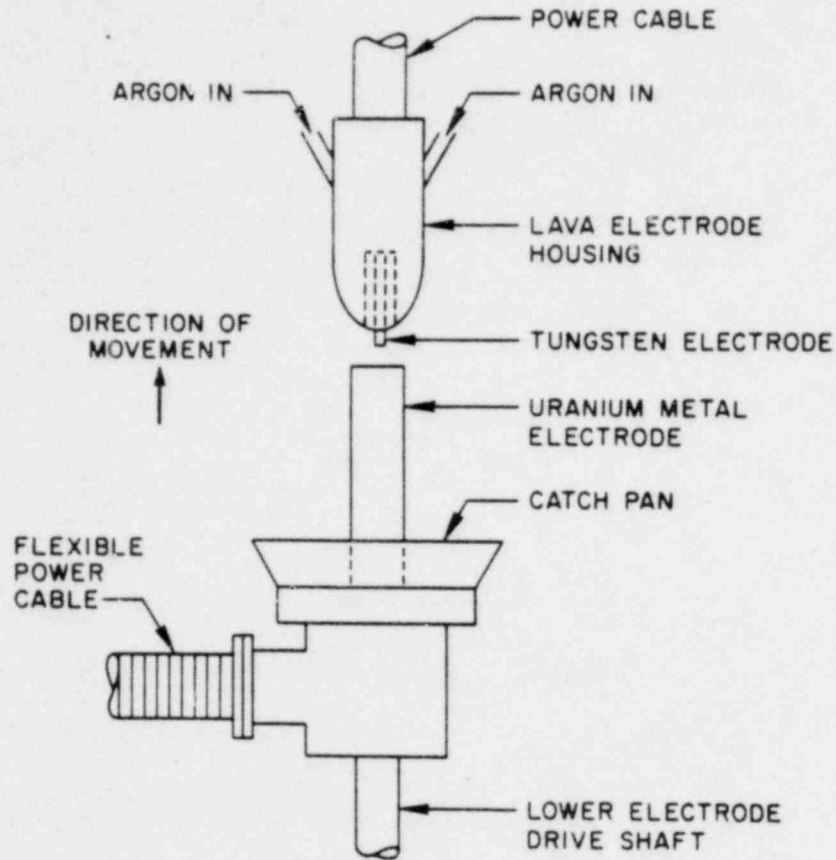 POWER CABLE
ARGON IN
ARGON IN
LAVA ELECTRODE
HOUSING
DIRECTION OF
MOVEMENT
TUNGSTEN ELECTRODE
URANIUM METAL
ELECTRODE
CATCH PAN
FLEXIBLE
POWER
CABLE
LOWER ELECTRODE
DRIVE SHAFT